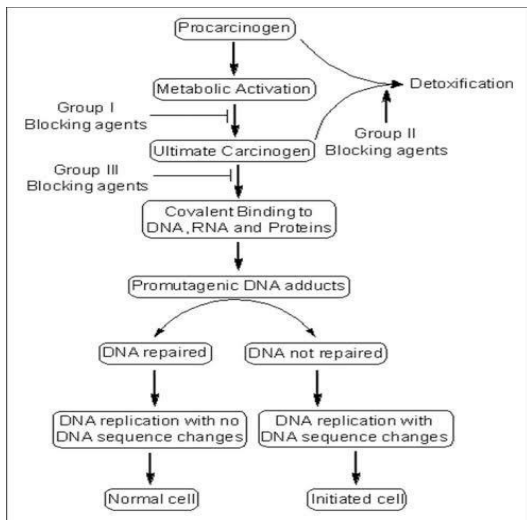 Procarcinogen
Metabolic Activation
Detoxification
Group I
Blocking agents
Group II
Blocking agents
Ultimate Carcinogen
Group III
Blocking agents
Covalent Binding to
DNA, RNA and Proteins
Promutagenic DNA adducts
DNA repaired
DNA not repaired
DNA replication with no
DNA sequence changes
DNA replication with
DNA sequence changes
Normal cell
Initiated cell